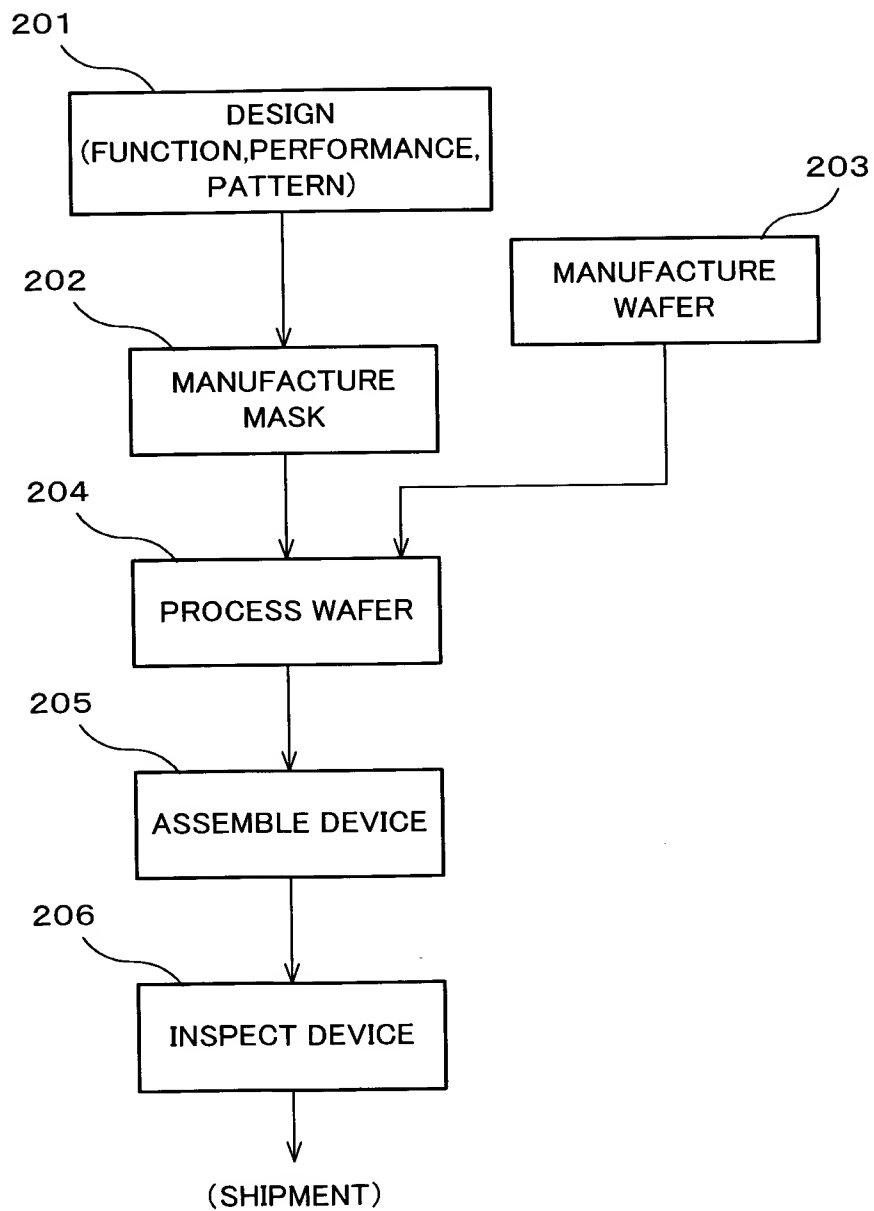 201
DESIGN
(FUNCTION,PERFORMANCE,
PATTERN)
203
MANUFACTURE
WAFER
202
MANUFACTURE
MASK
204
PROCESS WAFER
205
ASSEMBLE DEVICE
206
INSPECT DEVICE
(SHIPMENT)